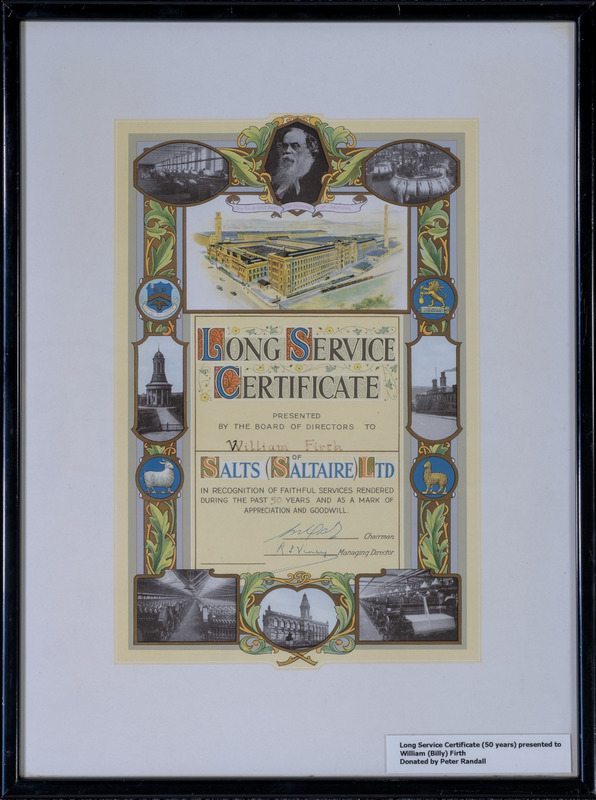 LONG SERVICE
CERTIFICATE
PRESENTED
BY THE BOARD OF DIRECTORS TO
William Firth
OF
SALTS (SALTAIRE) LTD
IN RECOGNITION OF FAITHFUL SERVICES RENDERED
DURING THE PAST 50 YEARS AND AS A MARK OF
APPRECIATION AND GOODWILL.
Chairman
Managing Director
Long Service Certificate (50 years) presented to
William (Billy) Firth
Donated by Peter Randall